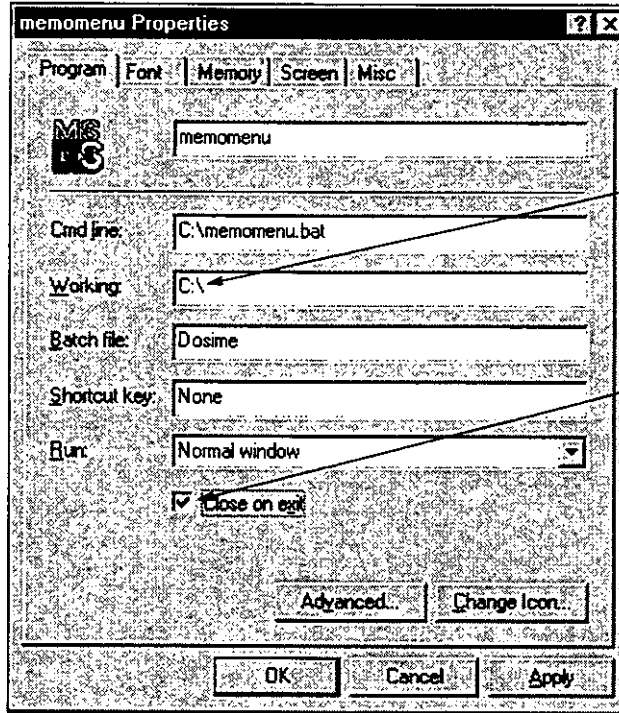 memomenu Properties
Program Font Memory Screen Misc
MS
memomenu
Cmd line: C:\memomenu.bat
Working: C:\
Batch file: Dosime
Shortcut key: None
Run: Normal window
Close on exit
Advanced... Change Icon...
OK Cancel Apply